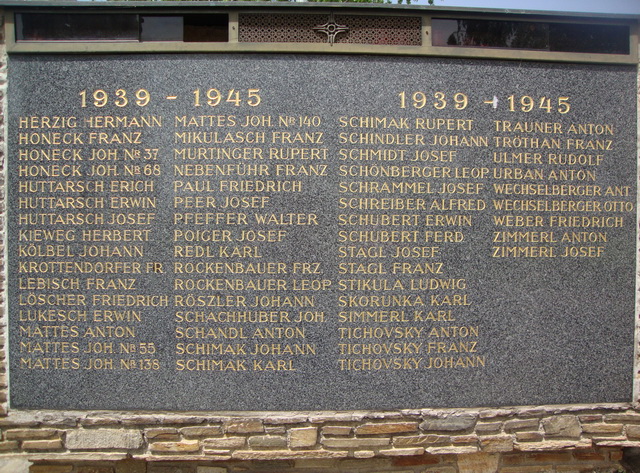 1939 - 1945
HERZIG HERMANN
HONECK FRANZ
HONECK JOH. № 37
HONECK JOH. № 68
HUTTARSCH ERICH
HUTTARSCH ERWIN
HUTTARSCH JOSEF
KIEWEG HERBERT
KÖLBEL JOHANN
KROTTENDORFER FR.
LEBISCH FRANZ
LÖSCHER FRIEDRICH
LUKESCH ERWIN
MATTES ANTON
MATTES JOH. № 55
MATTES JOH. № 138
MATTES JOH. № 140
MIKULASCH FRANZ
MURTINGER RUPERT
NEBENFÜHR FRANZ
PAUL FRIEDRICH
PEER JOSEF
PFEFFER WALTER
POIGER JOSEF
REDL KARL
ROCKENBAUER FRZ.
ROCKENBAUER LEOP.
RÖSZLER JOHANN
SCHACHHUBER JOH.
SCHANDL ANTON
SCHIMAK JOHANN
SCHIMAK KARL
1939 - 1945
SCHIMAK RUPERT
SCHINDLER JOHANN
SCHMIDT JOSEF
SCHÖNBERGER LEOP.
SCHRAMMEL JOSEF
SCHREIBER ALFRED
SCHUBERT ERWIN
SCHUBERT FERD.
STAGL JOSEF
STAGL FRANZ
STIKULA LUDWIG
SKORUNKA KARL
SIMMERL KARL
TICHOVSKY ANTON
TICHOVSKY FRANZ
TICHOVSKY JOHANN
TRAUNER ANTON
TROTHAN FRANZ
ULMER RUDOLF
URBAN ANTON
WECHSELBERGER ANT.
WECHSELBERGER OTTO
WEBER FRIEDRICH
ZIMMERL ANTON
ZIMMERL JOSEF